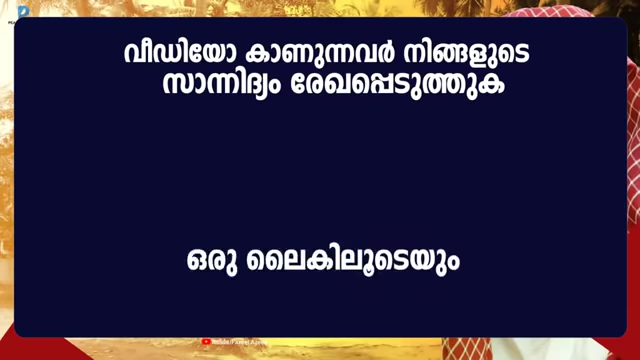 വീഡിയോ കാണുന്നവർ നിങ്ങളുടെ
സാന്നിദ്യം രേഖപ്പെടുത്തുക
ഒരു ലൈകിലൂടെയും